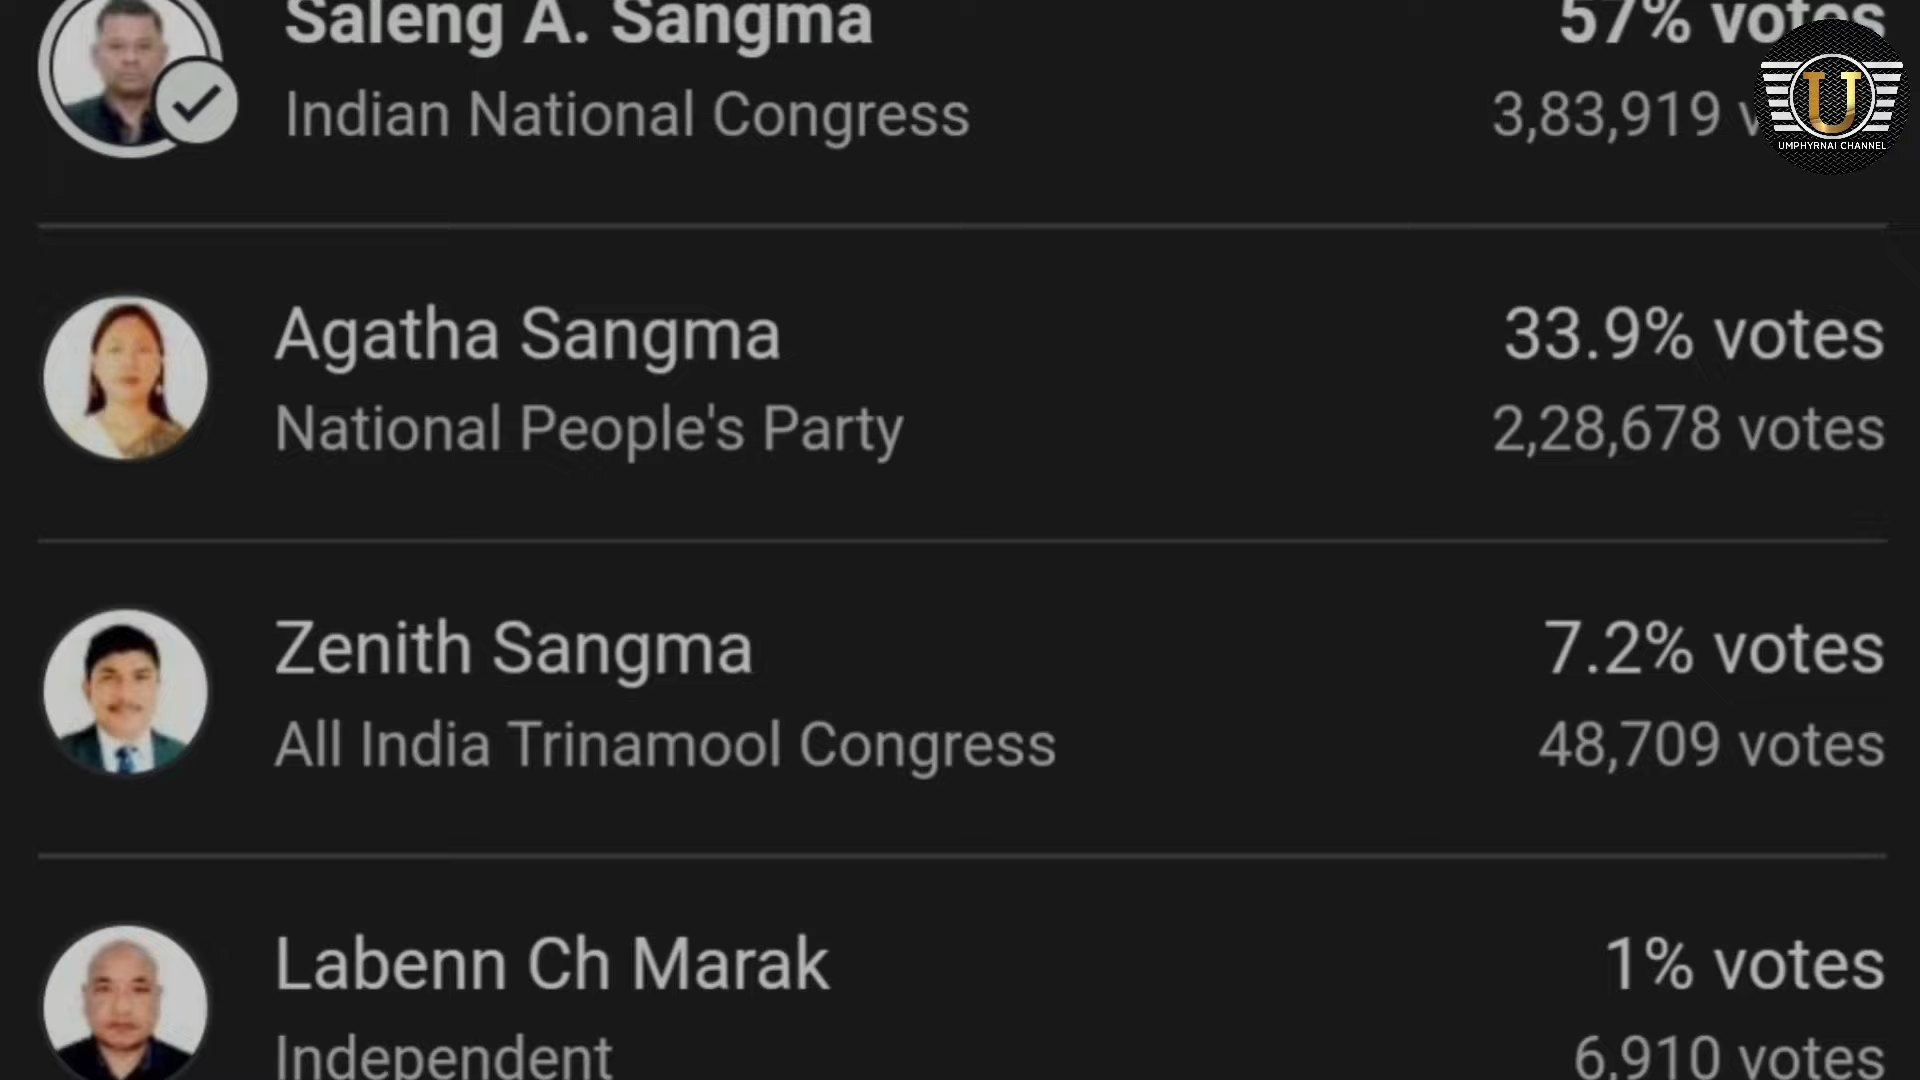 Saleng A. Sangma
57% votes
Indian National Congress
3,83,919
U
UMPHYRNAI CHANNEL
Agatha Sangma
33.9% votes
National People's Party
2,28,678 votes
Zenith Sangma
7.2% votes
All India Trinamool Congress
48,709 votes
Labenn Ch Marak
1% votes
Independent
6,910 votes